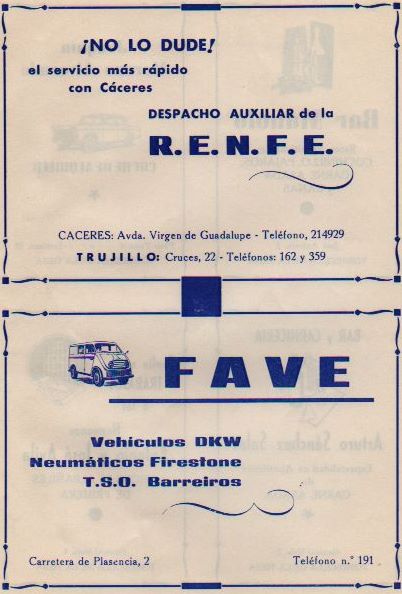 ¡NO LO DUDE!
el servicio más rápido
con Cáceres
DESPACHO AUXILIAR de la
R.E.N.F.E.
CACERES: Avda. Virgen de Guadalupe - Teléfono, 214929
TRUJILLO: Cruces, 22 - Teléfonos: 162 y 359
FAVE
Vehículos DKW
Neumáticos Firestone
T.S.O. Barreiros
Carretera de Plasencia, 2
Teléfono n.° 191